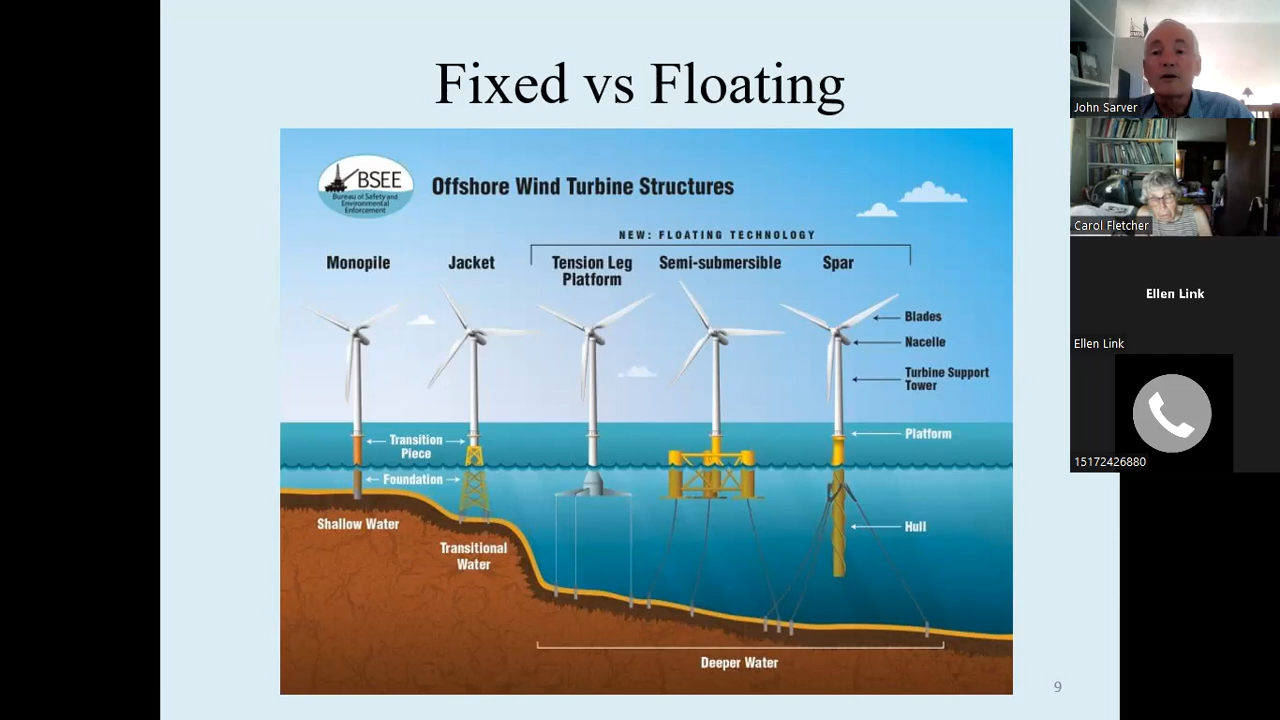 Fixed vs Floating
BSEE
Bureau of Safety and
Environmental
Enforcement
Offshore Wind Turbine Structures
NEW: FLOATING TECHNOLOGY
Monopile
Jacket
Tension Leg
Platform
Semi-submersible
Spar
Blades
Nacelle
Turbine Support
Tower
Transition
Piece
Platform
Foundation
Shallow Water
Hull
Transitional
Water
Deeper Water
9
John Sarver
Carol Fletcher
Ellen Link
Ellen Link
15172426880